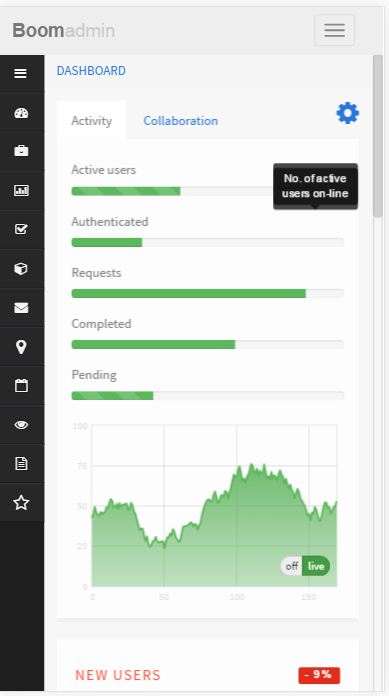 Boomadmin
DASHBOARD
Activity Collaboration
Active users
No. of active
users on-line
Authenticated
Requests
Completed
Pending
100
75
50
25
0
0 50 100 150
off live
NEW USERS - 9%